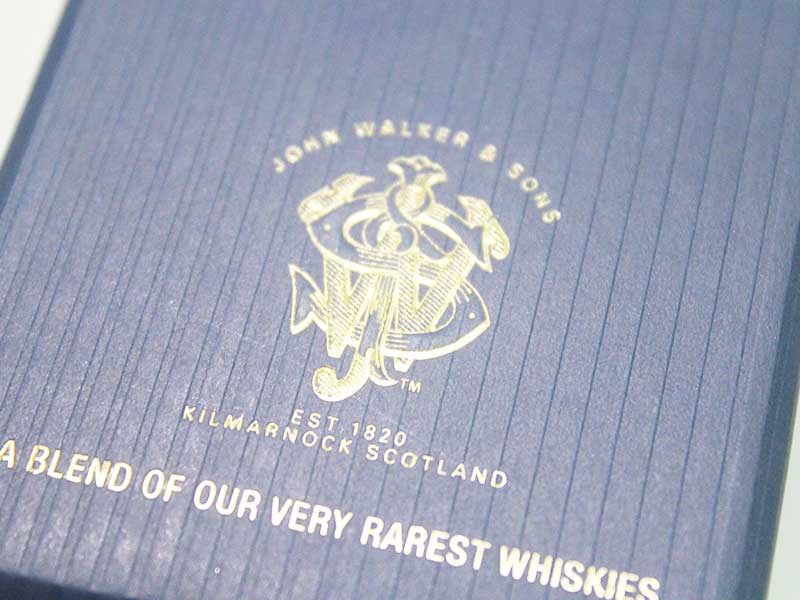 JOHN WALKER & SONS
TM
EST. 1820
KILMARNOCK SCOTLAND
A BLEND OF OUR VERY RAREST WHISKIES